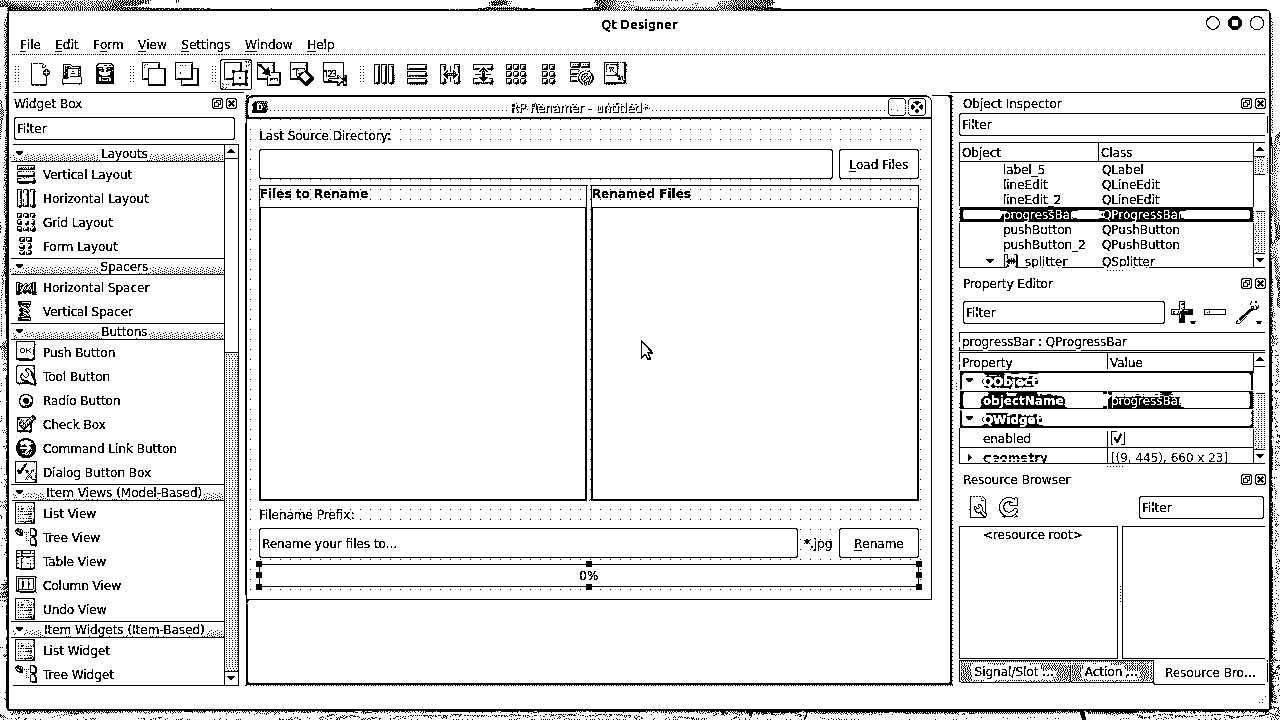 Qt Designer
File Edit Form View Settings Window Help
Widget Box
Filter
Layouts
Vertical Layout
Horizontal Layout
Grid Layout
Form Layout
Spacers
Horizontal Spacer
Vertical Spacer
Buttons
Push Button
Tool Button
Radio Button
Check Box
Command Link Button
Dialog Button Box
Item Views (Model-Based)
List View
Tree View
Table View
Column View
Undo View
Item Widgets (Item-Based)
List Widget
Tree Widget
RP Renamer - untitled*
Last Source Directory:
Load Files
Files to Rename Renamed Files
Filename Prefix:
Rename your files to... *.jpg Rename
0%
Object Inspector
Filter
Object Class
label_5 QLabel
lineEdit QLineEdit
lineEdit_2 QLineEdit
progressBar QProgressBar
pushButton QPushButton
pushButton_2 QPushButton
splitter QSplitter
Property Editor
Filter
progressBar : QProgressBar
Property Value
QObject
objectName progressBar
QWidget
enabled
geometry [(9, 445), 660 x 23]
Resource Browser
Filter
<resource root>
Signal/Slot ... Action ... Resource Bro...